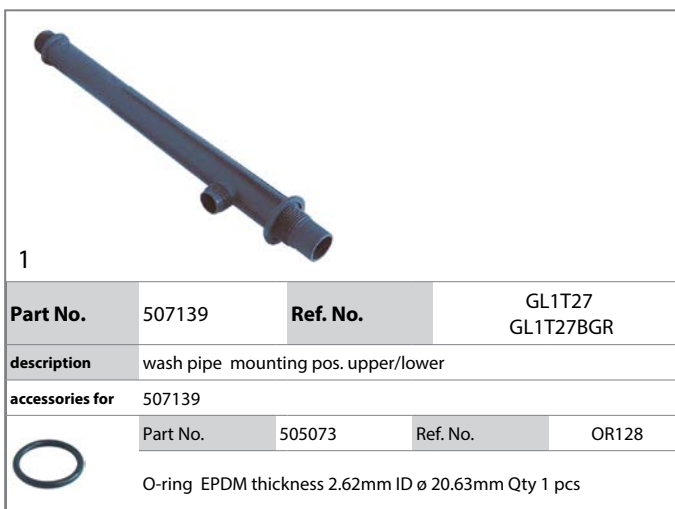 1
Part No. 507139 Ref. No. GL1T27
GL1T27BGR
description wash pipe mounting pos. upper/lower
accessories for 507139
Part No. 505073 Ref. No. OR128
O-ring EPDM thickness 2.62mm ID ø 20.63mm Qty 1 pcs